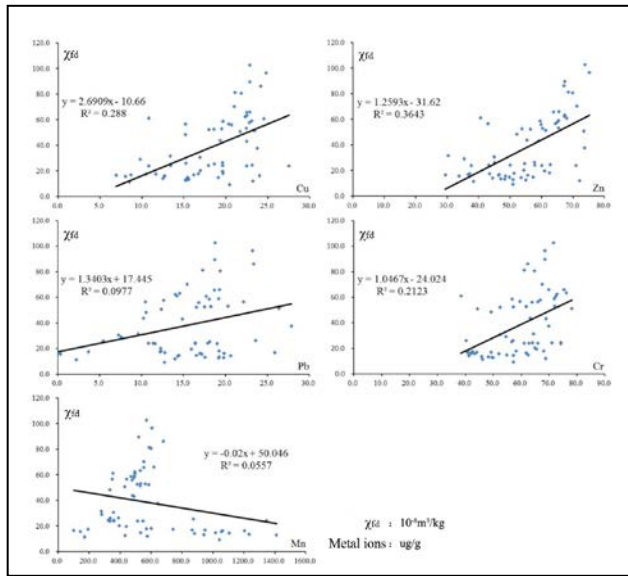 χfd
χfd
120.0
100.0
80.0
60.0
40.0
20.0
0.0
y = 2.6909x - 10.66
R² = 0.288
Cu
0.0 5.0 10.0 15.0 20.0 25.0 30.0
120.0
100.0
80.0
60.0
40.0
20.0
0.0
y = 1.2593x - 31.62
R² = 0.3643
Zn
0.0 10.0 20.0 30.0 40.0 50.0 60.0 70.0 80.0
120.0
100.0
80.0
60.0
40.0
20.0
0.0
χfd
y = 1.3403x + 17.445
R² = 0.0977
Pb
0.0 5.0 10.0 15.0 20.0 25.0 30.0
120.0
100.0
80.0
60.0
40.0
20.0
0.0
χfd
y = 1.0467x - 24.024
R² = 0.2123
Cr
0.0 10.0 20.0 30.0 40.0 50.0 60.0 70.0 80.0 90.0
120.0
100.0
80.0
60.0
40.0
20.0
0.0
χfd
y = -0.02x + 50.046
R² = 0.0557
Mn
0.0 200.0 400.0 600.0 800.0 1000.0 1200.0 1400.0 1600.0
χfd : 10⁻⁸m³/kg
Metal ions : ug/g